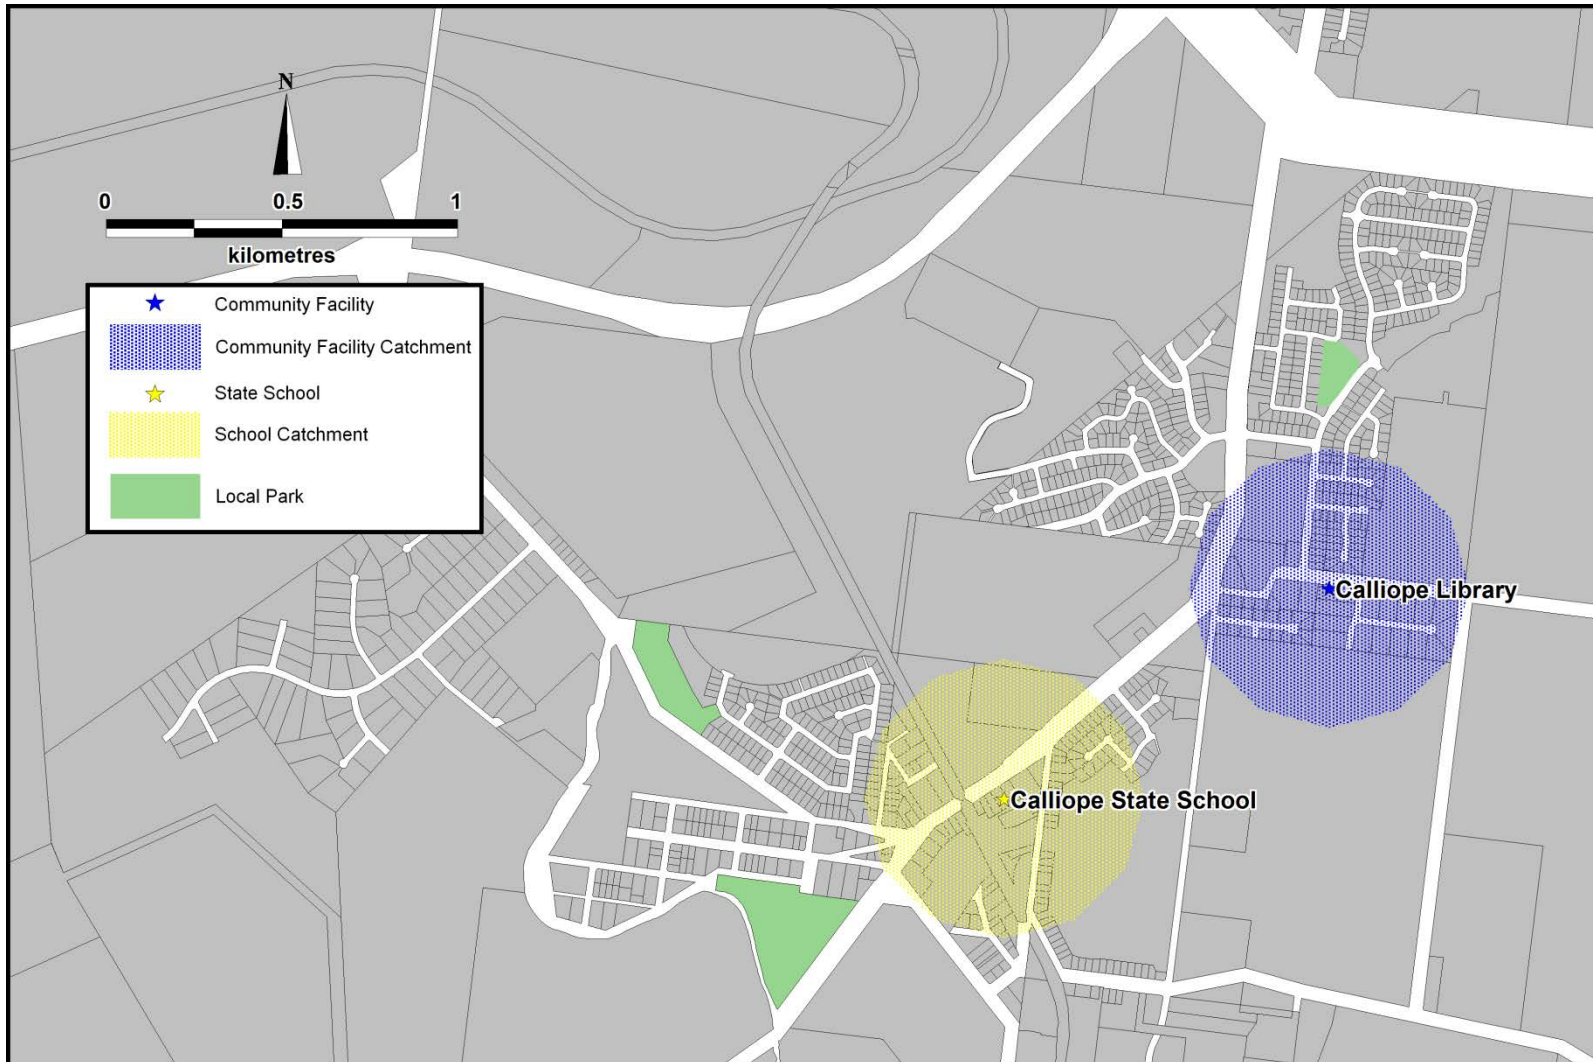 N
0 0.5 1
kilometres
Community Facility
Community Facility Catchment
State School
School Catchment
Local Park
Calliope Library
Calliope State School